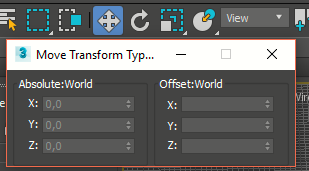 View
3 Move Transform Typ...
Absolute:World
X: 0,0
Y: 0,0
Z: 0,0
Offset:World
X:
Y:
Z: